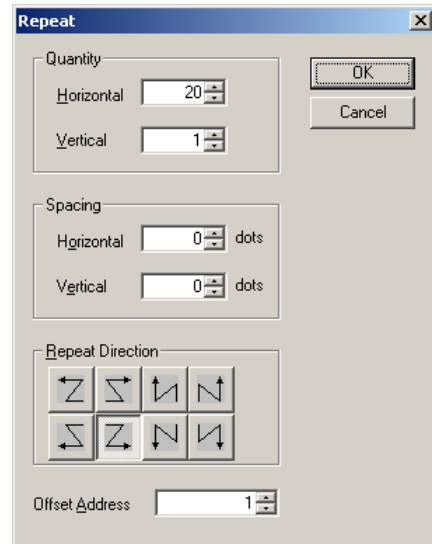 Repeat
Quantity
Horizontal 20
Vertical 1
OK
Cancel
Spacing
Horizontal 0 dots
Vertical 0 dots
Repeat Direction
Offset Address 1